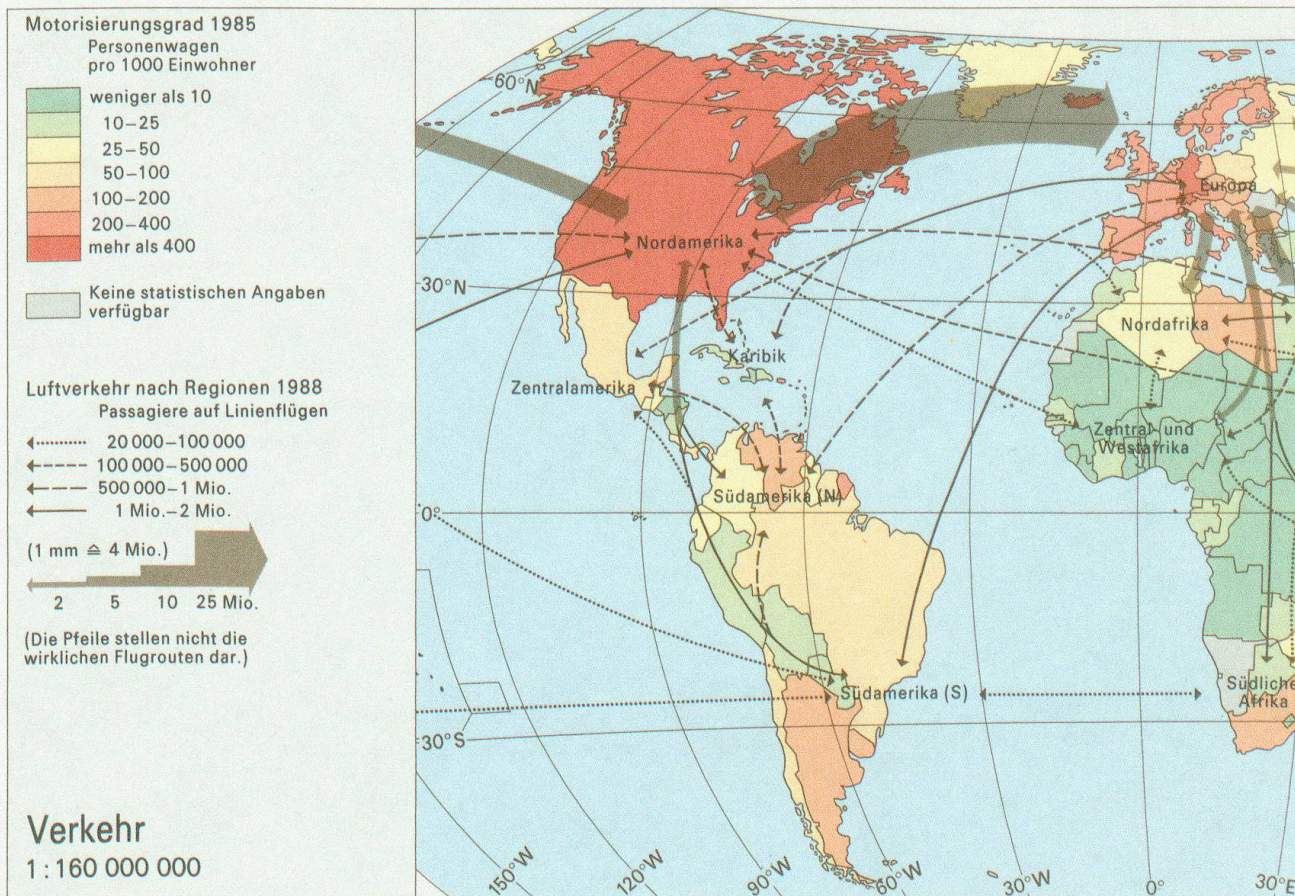 Motorisierungsgrad 1985
Personenwagen
pro 1000 Einwohner
weniger als 10
10–25
25–50
50–100
100–200
200–400
mehr als 400
Keine statistischen Angaben
verfügbar
Luftverkehr nach Regionen 1988
Passagiere auf Linienflügen
20 000–100 000
100 000–500 000
500 000–1 Mio.
1 Mio.–2 Mio.
(1 mm ≙ 4 Mio.)
2 5 10 25 Mio.
(Die Pfeile stellen nicht die
wirklichen Flugrouten dar.)
Verkehr
1 : 160 000 000
60°N
Europa
Nordamerika
30°N
Nordafrika
Karibik
Zentralamerika
Zentral- und
Westafrika
Südamerika (N)
0°
Südamerika (S)
Südliche
Afrika
30°S
150°W
120°W
90°W
60°W
30°W
0°
30°E